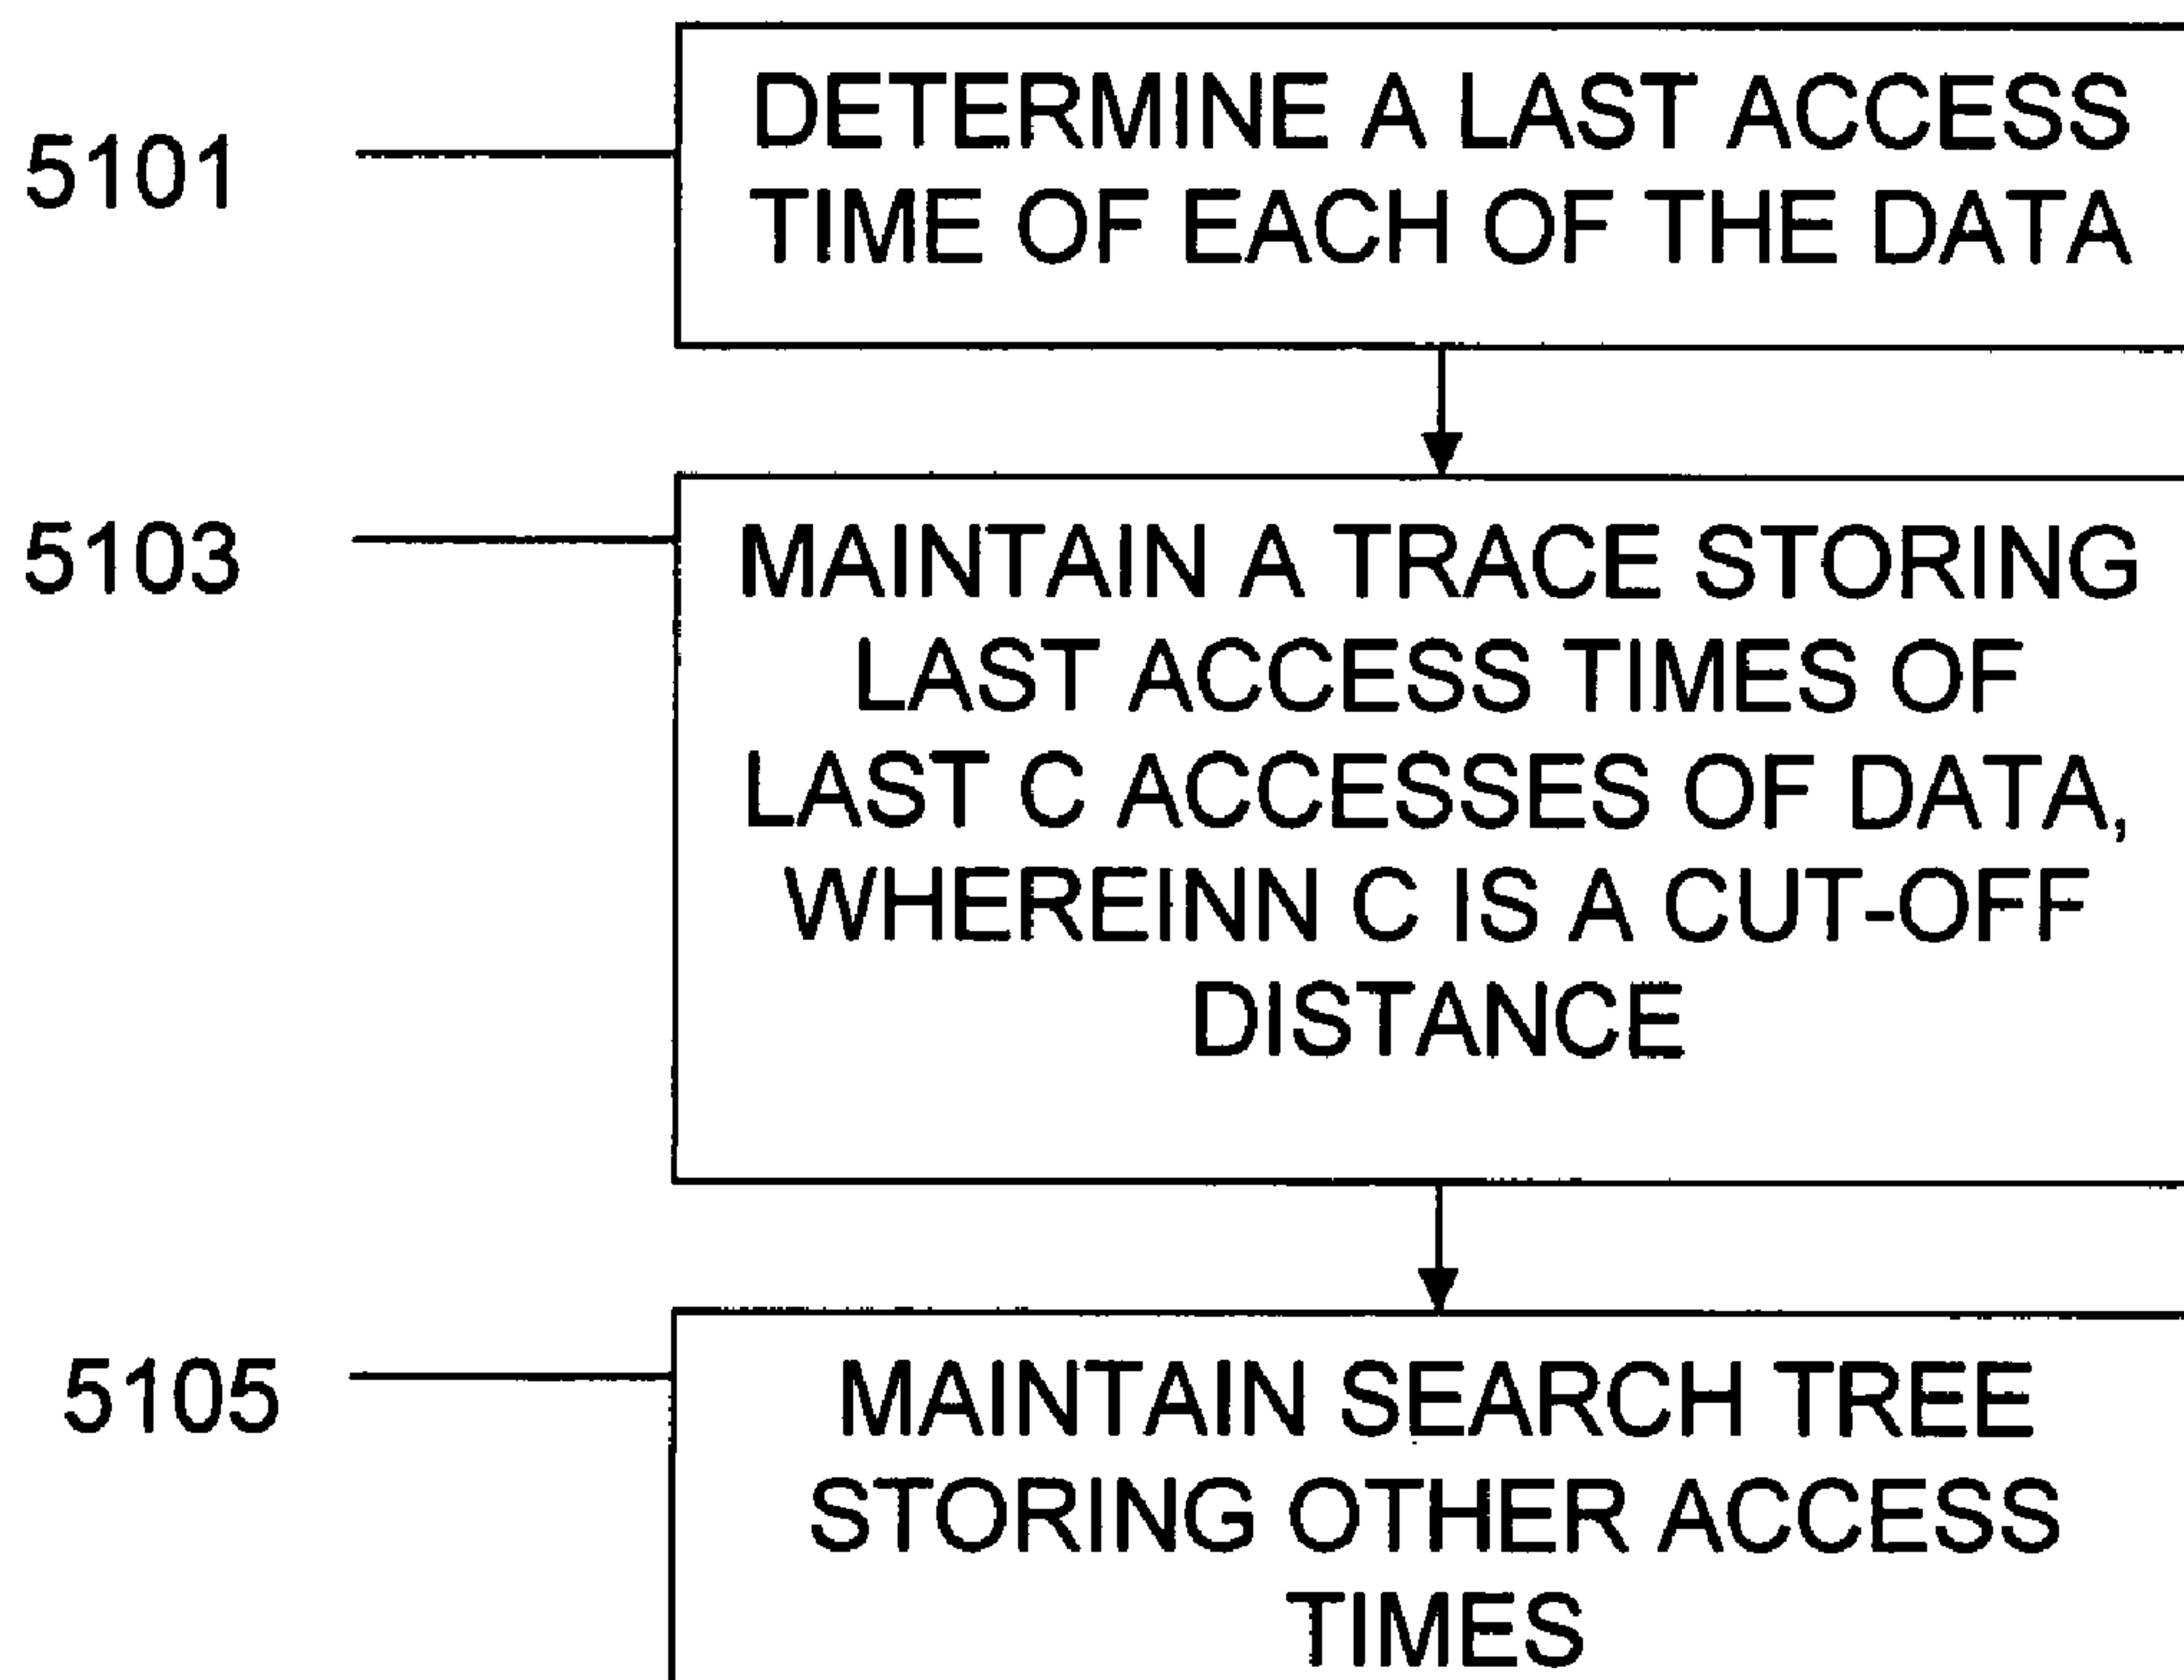 5101
DETERMINE A LAST ACCESS
TIME OF EACH OF THE DATA
5103
MAINTAIN A TRACE STORING
LAST ACCESS TIMES OF
LAST C ACCESSES OF DATA,
WHEREINN C IS A CUT-OFF
DISTANCE
5105
MAINTAIN SEARCH TREE
STORING OTHER ACCESS
TIMES